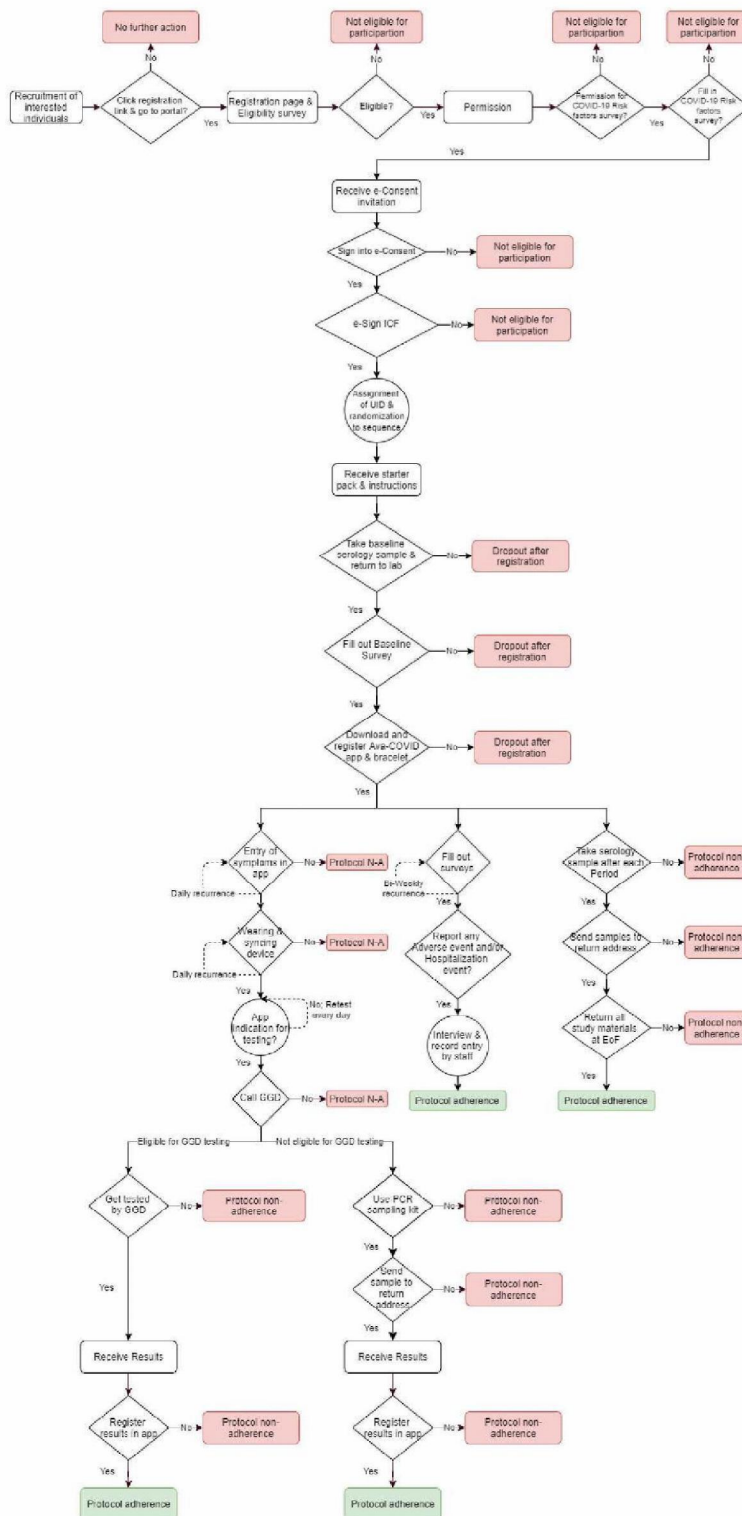 No further action
Not eligible for
participartion
Not eligible for
participation
Not eligible for
participation
No
No
No
No
Recruitment of
interested
individuals
Click registration
link & go to portal?
Yes
Registration page &
Eligibility survey
Eligible?
Yes
Permission
Permission for
COVID-19 Risk
factors survey?
Yes
Fill in
COVID-19 Risk
factors
survey?
Yes
Receive e-Consent
invitation
Sign into e-Consent
No
Not eligible for
participation
Yes
e-Sign ICF
No
Not eligible for
participation
Yes
Assignment
of UID &
randomization
to sequence
Receive starter
pack & instructions
Take baseline
serology sample &
return to lab
No
Dropout after
registration
Yes
Fill out Baseline
Survey
No
Dropout after
registration
Yes
Download and
register Ava-COVID
app & bracelet
No
Dropout after
registration
Yes
Entry of
symptoms in
app
No
Protocol N-A
Daily recurrence
Wearing &
syncing
device
No
Protocol N-A
Daily recurrence
Yes
No; Retest
every day
App
indication for
testing?
Yes
Call GGD
No
Protocol N-A
Fill out
surveys
Bi-Weekly
recurrence
Yes
Report any
Adverse event and/or
Hospitalization
event?
Yes
Interview &
record entry
by staff
Protocol adherence
Take serology
sample after each
Period
No
Protocol non-
adherence
Yes
Send samples to
return address
No
Protocol non-
adherence
Yes
Return all
study materials
at EoF
No
Protocol non-
adherence
Yes
Protocol adherence
Eligible for GGD testing
Not eligible for GGD testing
Get tested
by GGD
No
Protocol non-
adherence
Yes
Receive Results
Register
results in app
No
Protocol non-
adherence
Yes
Protocol adherence
Use PCR
sampling kit
No
Protocol non-
adherence
Yes
Send
sample to
return
address
No
Protocol non-
adherence
Yes
Receive Results
Register
results in app
No
Protocol non-
adherence
Yes
Protocol adherence